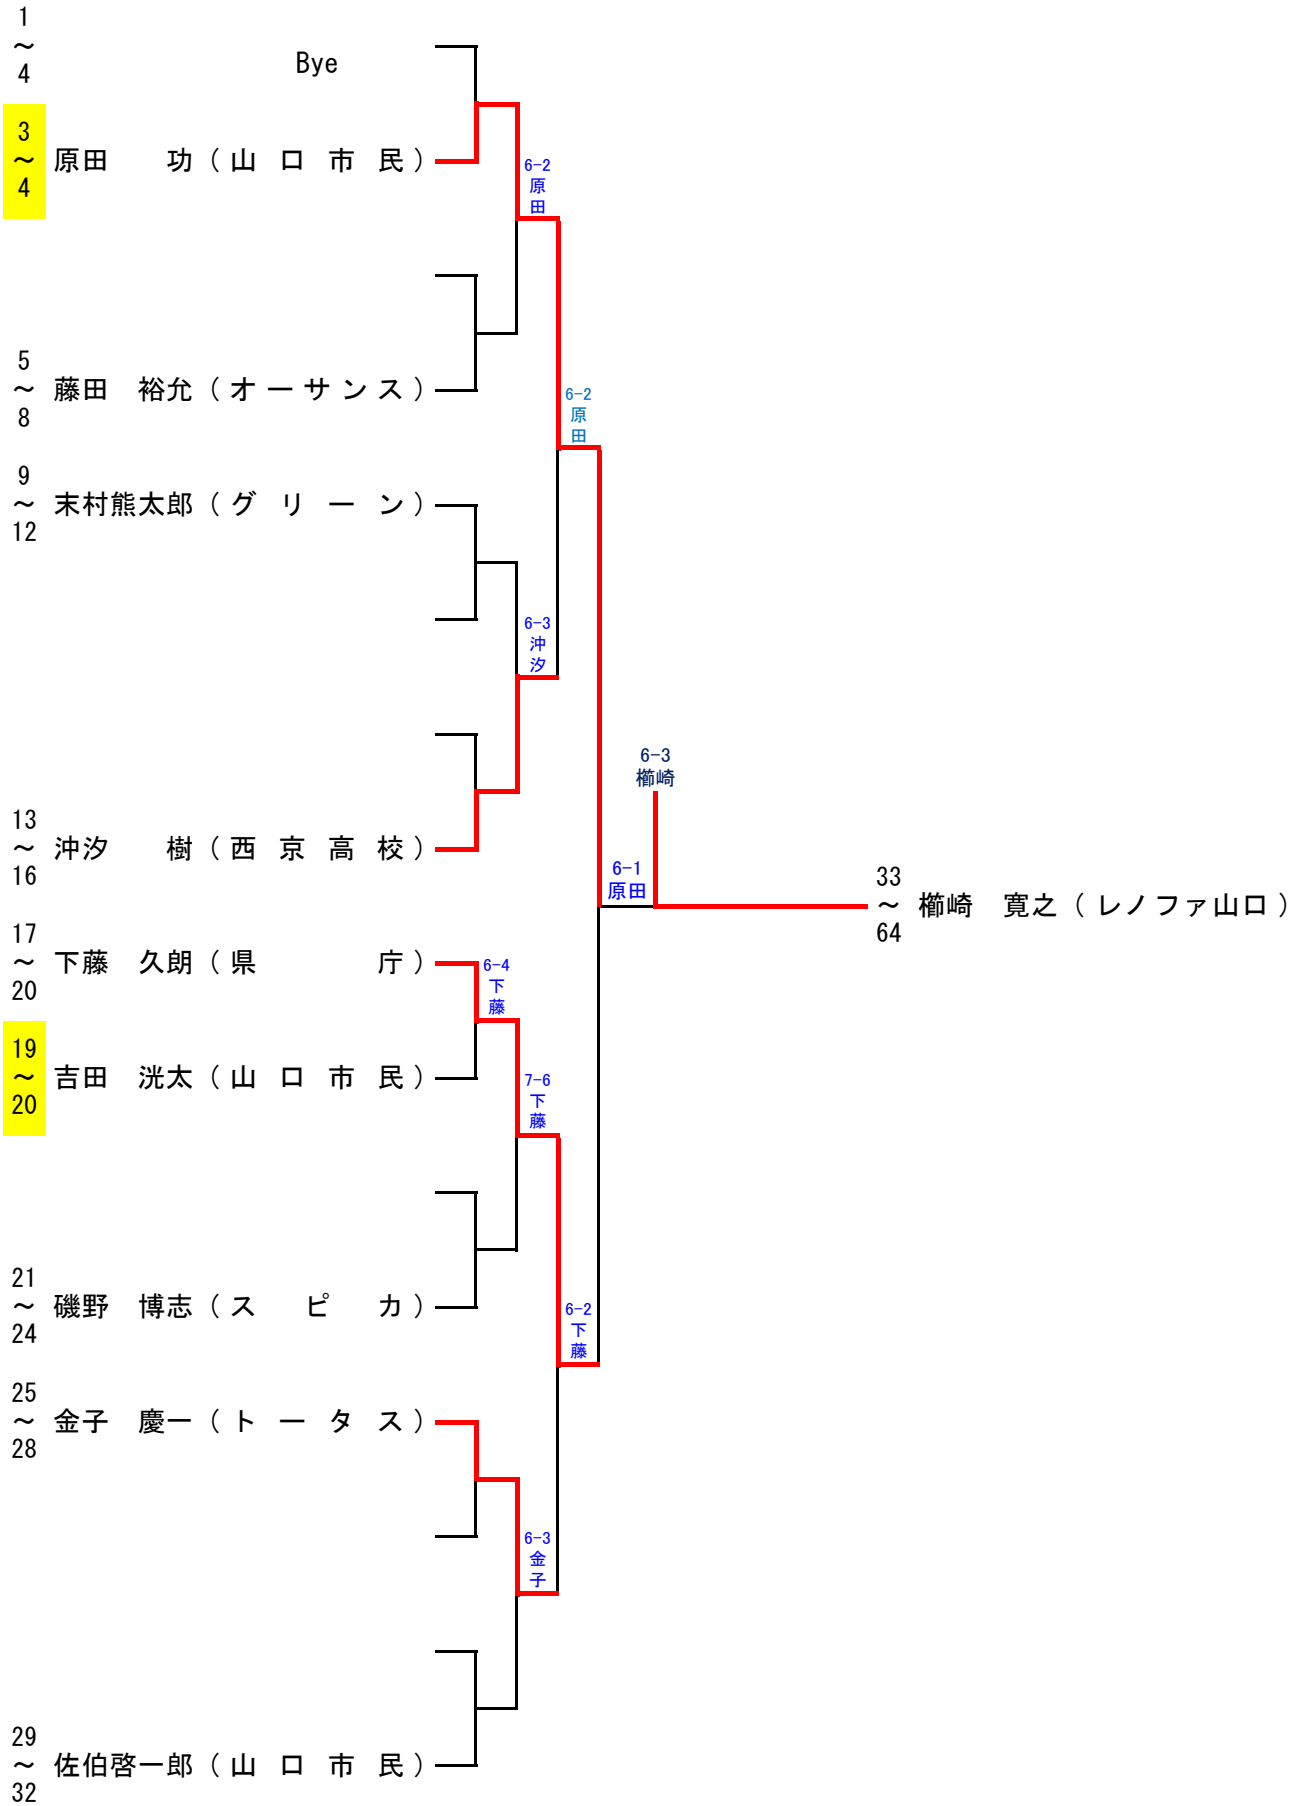 1
～
4
Bye
3
～
4
原田　功（山口市民）
6-2
原
田
5
～
8
藤田　裕允（オーサンス）
6-2
原
田
9
～
12
末村熊太郎（グリーン）
6-3
沖
汐
13
～
16
沖汐　樹（西京高校）
6-3
櫛崎
6-1
原田
33
～
64
櫛崎　寛之（レノファ山口）
17
～
20
下藤　久朗（県庁）
6-4
下
藤
19
～
20
吉田　洸太（山口市民）
7-6
下
藤
21
～
24
磯野　博志（スピカ）
6-2
下
藤
25
～
28
金子　慶一（トータス）
6-3
金
子
29
～
32
佐伯啓一郎（山口市民）